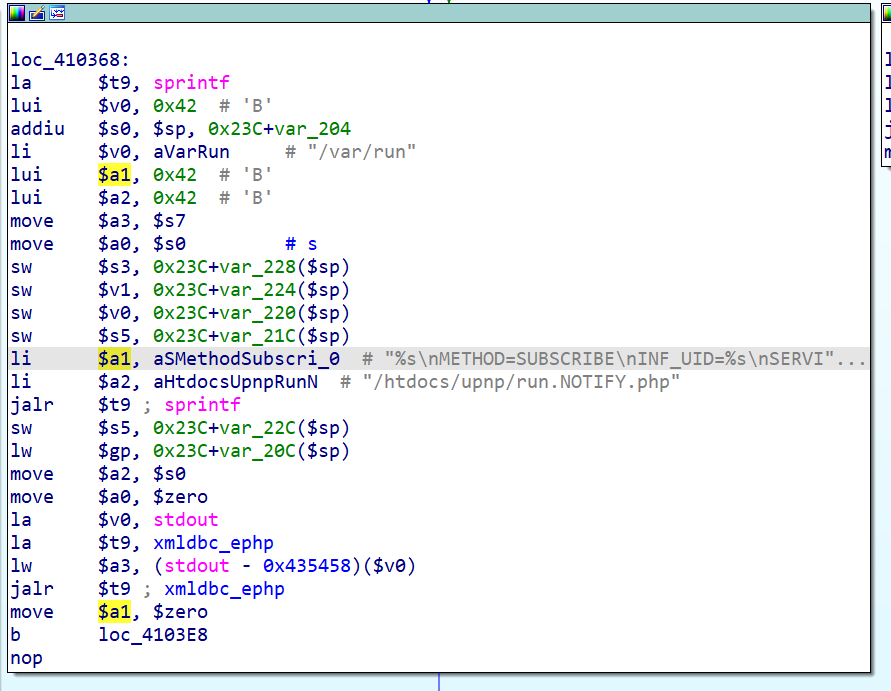 loc_410368:
la $t9, sprintf
lui $v0, 0x42 # 'B'
addiu $s0, $sp, 0x23C+var_204
li $v0, aVarRun # "/var/run"
lui $a1, 0x42 # 'B'
lui $a2, 0x42 # 'B'
move $a3, $s7
move $a0, $s0 # s
sw $s3, 0x23C+var_228($sp)
sw $v1, 0x23C+var_224($sp)
sw $v0, 0x23C+var_220($sp)
sw $s5, 0x23C+var_21C($sp)
li $a1, aSMethodSubscri_0 # "%s\nMETHOD=SUBSCRIBE\nINF_UID=%s\nSERVI"...
li $a2, aHtdocsUpnpRunN # "/htdocs/upnp/run.NOTIFY.php"
jalr $t9 ; sprintf
sw $s5, 0x23C+var_22C($sp)
lw $gp, 0x23C+var_20C($sp)
move $a2, $s0
move $a0, $zero
la $v0, stdout
la $t9, xmldbc_ephp
lw $a3, (stdout - 0x435458)($v0)
jalr $t9 ; xmldbc_ephp
move $a1, $zero
b loc_4103E8
nop